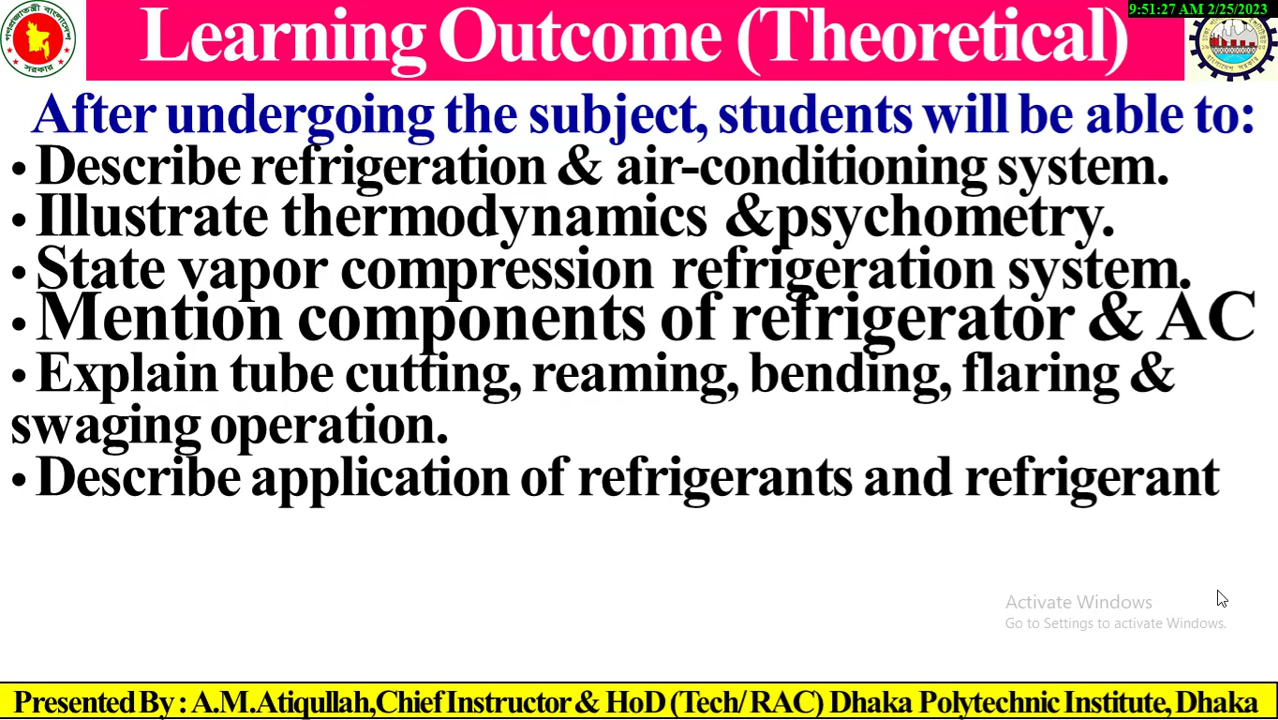 9:51:27 AM 2/25/2023
Learning Outcome (Theoretical)
After undergoing the subject, students will be able to:
• Describe refrigeration & air-conditioning system.
• Illustrate thermodynamics &psychometry.
• State vapor compression refrigeration system.
• Mention components of refrigerator & AC
• Explain tube cutting, reaming, bending, flaring &
swaging operation.
• Describe application of refrigerants and refrigerant
Activate Windows
Go to Settings to activate Windows.
Presented By : A.M.Atiqullah,Chief Instructor & HoD (Tech/ RAC) Dhaka Polytechnic Institute, Dhaka